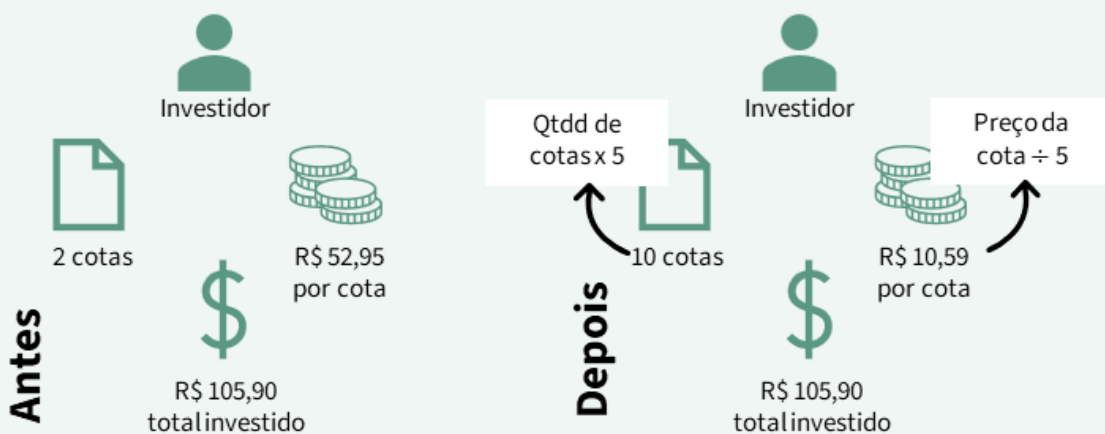 Antes
Investidor
2 cotas
R$ 52,95
por cota
R$ 105,90
total investido
Depois
Investidor
Qtdd de
cotas x 5
Preço da
cota ÷ 5
10 cotas
R$ 10,59
por cota
R$ 105,90
total investido